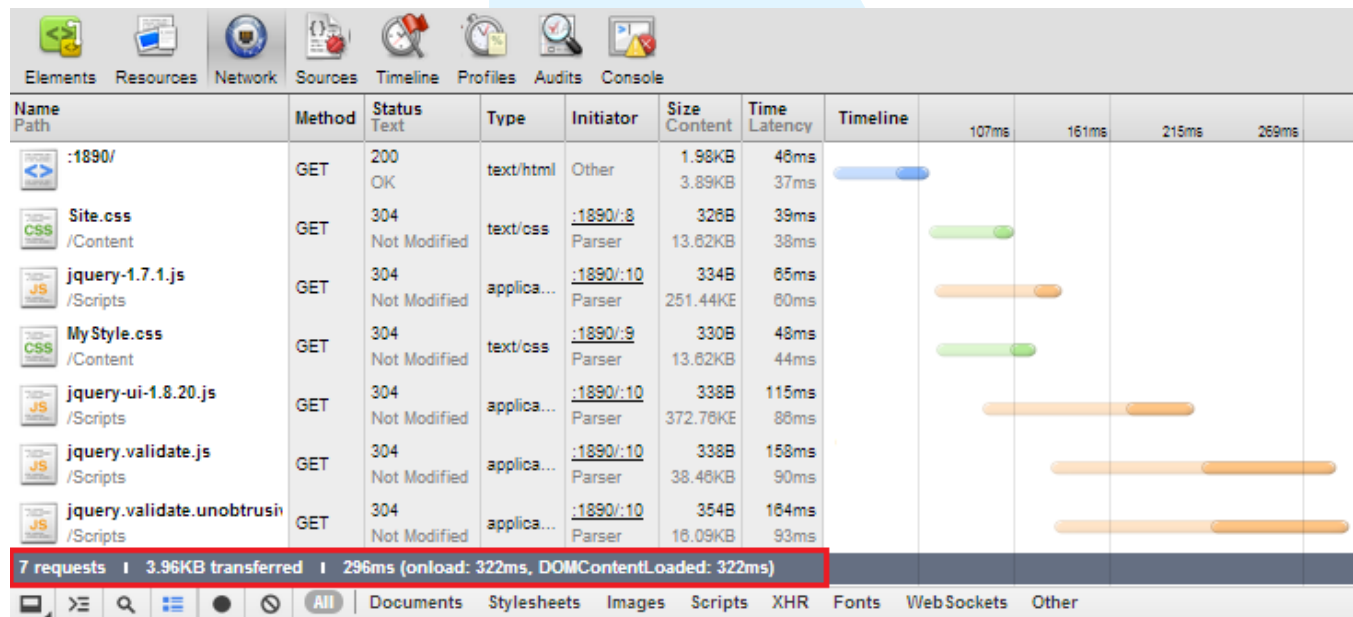 Elements Resources Network Sources Timeline Profiles Audits Console
Name Method Status Type Initiator Size Time Timeline
Path Text Content Latency 107ms 161ms 215ms 269ms
:1890/ GET 200 text/html Other 1.98KB 46ms
OK 3.89KB 37ms
Site.css GET 304 text/css :1890/:8 326B 39ms
/Content Not Modified Parser 13.62KB 38ms
jquery-1.7.1.js GET 304 applica... :1890/:10 334B 65ms
/Scripts Not Modified Parser 251.44KB 60ms
MyStyle.css GET 304 text/css :1890/:9 330B 48ms
/Content Not Modified Parser 13.62KB 44ms
jquery-ui-1.8.20.js GET 304 applica... :1890/:10 338B 115ms
/Scripts Not Modified Parser 372.76KB 86ms
jquery.validate.js GET 304 applica... :1890/:10 338B 158ms
/Scripts Not Modified Parser 38.46KB 90ms
jquery.validate.unobtrusiv GET 304 applica... :1890/:10 354B 164ms
/Scripts Not Modified Parser 16.09KB 93ms
7 requests I 3.96KB transferred I 296ms (onload: 322ms, DOMContentLoaded: 322ms)
All Documents Stylesheets Images Scripts XHR Fonts WebSockets Other